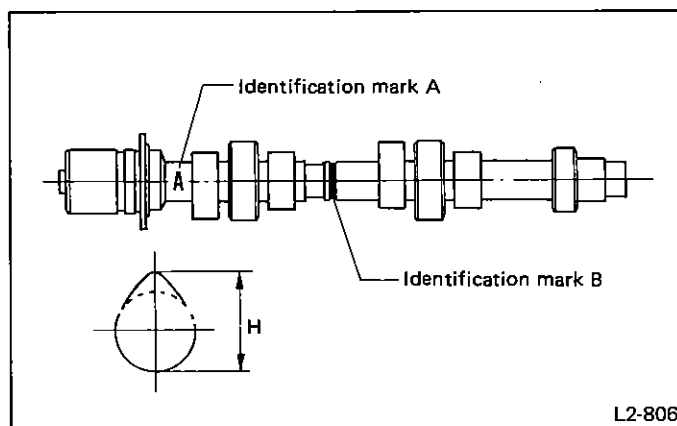 Identification mark A
A
Identification mark B
H
L2-806